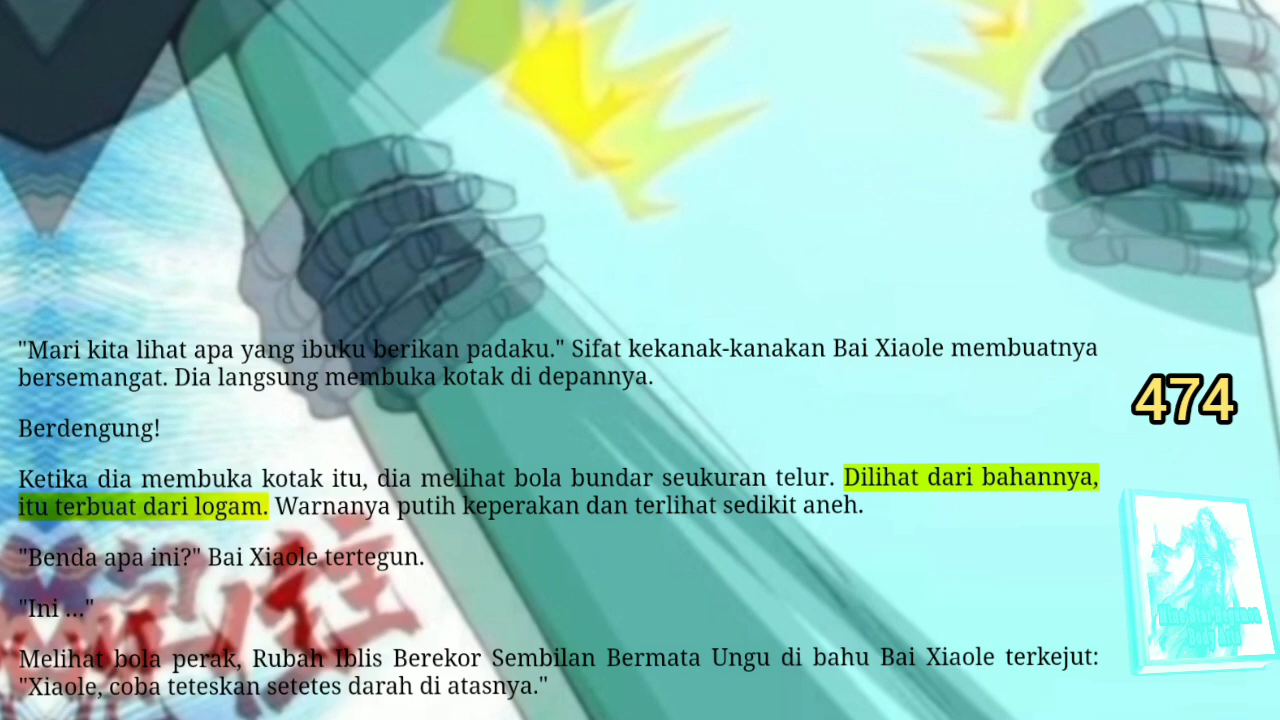 "Mari kita lihat apa yang ibuku berikan padaku." Sifat kekanak-kanakan Bai Xiaole membuatnya
bersemangat. Dia langsung membuka kotak di depannya.
Berdengung!
Ketika dia membuka kotak itu, dia melihat bola bundar seukuran telur. Dilihat dari bahannya,
itu terbuat dari logam. Warnanya putih keperakan dan terlihat sedikit aneh.
"Benda apa ini?" Bai Xiaole tertegun.
"Ini ..."
Melihat bola perak, Rubah Iblis Berekor Sembilan Bermata Ungu di bahu Bai Xiaole terkejut:
"Xiaole, coba teteskan setetes darah di atasnya."
474